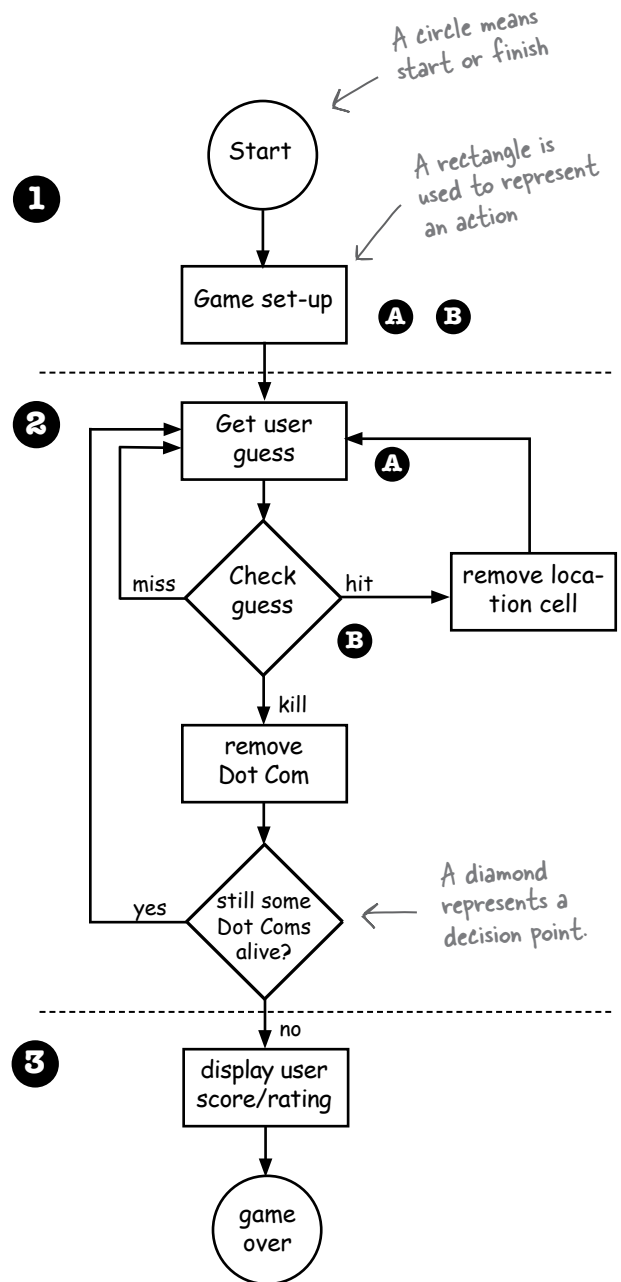 A circle means
start or finish
Start
A rectangle is
used to represent
an action
1
Game set-up
A B
2
Get user
guess
A
miss
Check
guess
hit
remove loca-
tion cell
B
kill
remove
Dot Com
yes
still some
Dot Coms
alive?
A diamond
represents a
decision point.
no
3
display user
score/rating
game
over